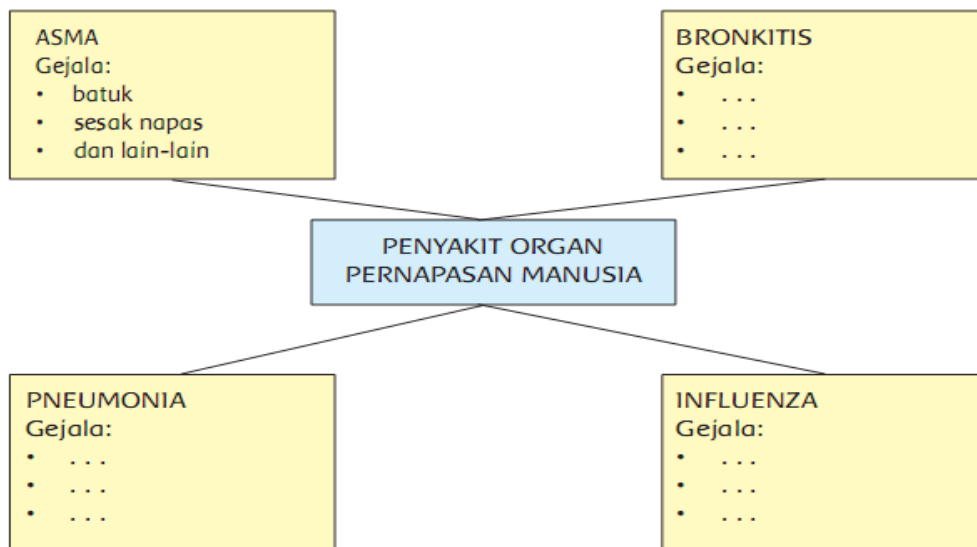 ASMA
Gejala:
• batuk
• sesak napas
• dan lain-lain
BRONKITIS
Gejala:
• . . .
• . . .
• . . .
PENYAKIT ORGAN
PERNAPASAN MANUSIA
PNEUMONIA
Gejala:
• . . .
• . . .
• . . .
INFLUENZA
Gejala:
• . . .
• . . .
• . . .